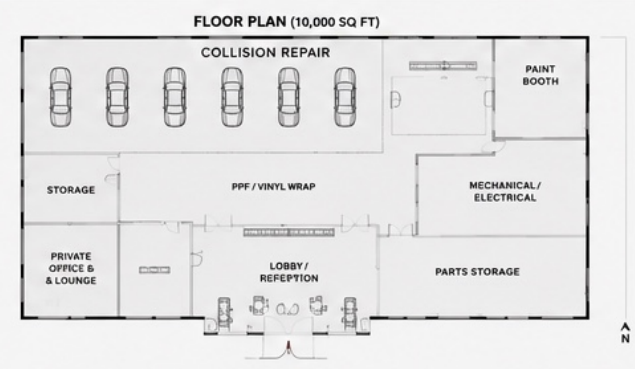 FLOOR PLAN (10,000 SQ FT)
COLLISION REPAIR
PAINT
BOOTH
STORAGE
PPF / VINYL WRAP
MECHANICAL /
ELECTRICAL
PRIVATE
OFFICE &
& LOUNGE
LOBBY /
REFEPTION
PARTS STORAGE
N